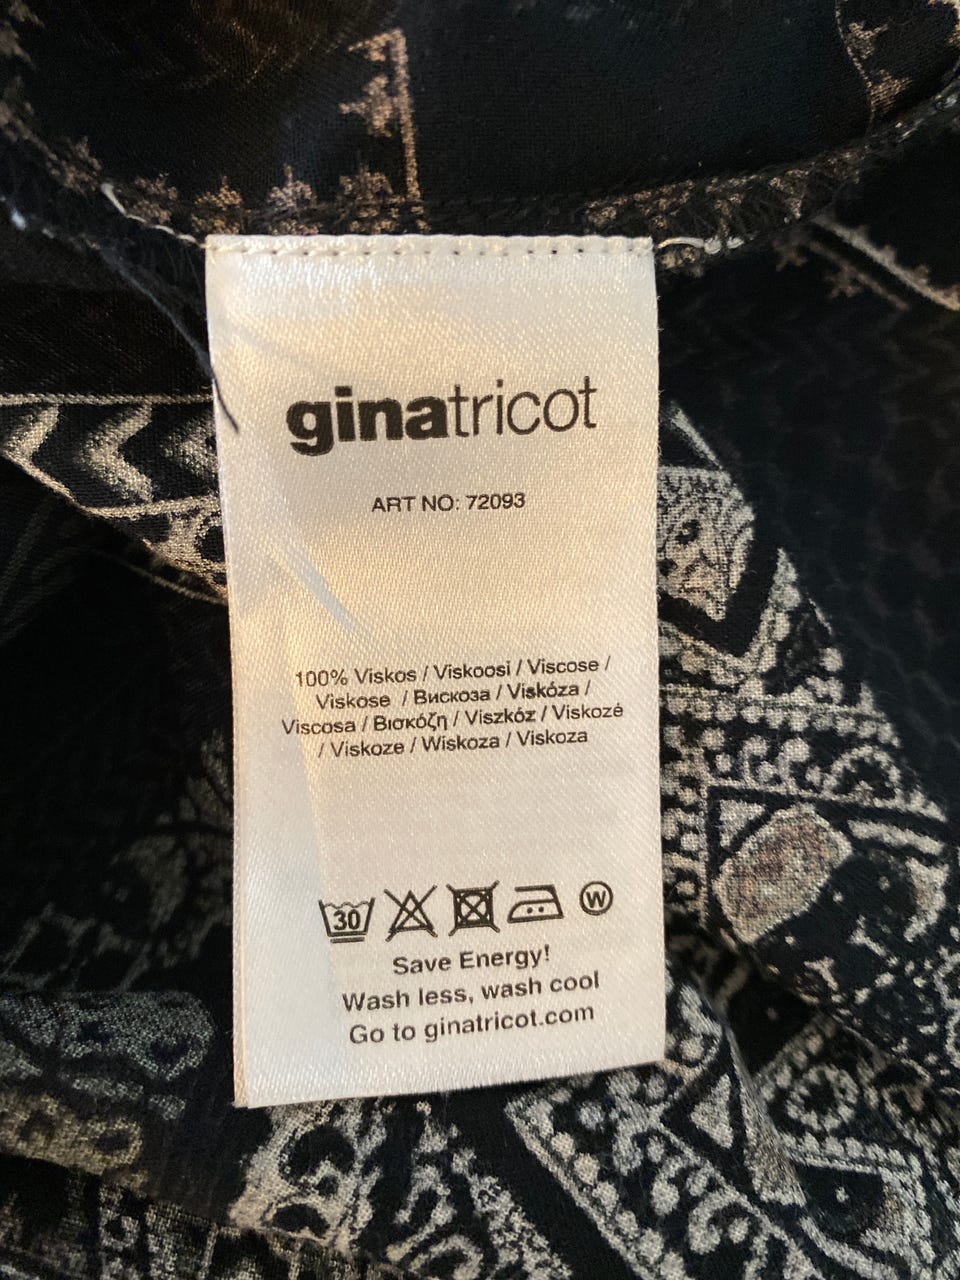 ginatricot
ART NO: 72093
100% Viskos / Viskoosi / Viscose /
Viskose / Вискоза / Viskóza /
Viscosa / Βισκόζη / Viszkóz / Viskozė
/ Viskoze / Wiskoza / Viskoza
30 W
Save Energy!
Wash less, wash cool
Go to ginatricot.com